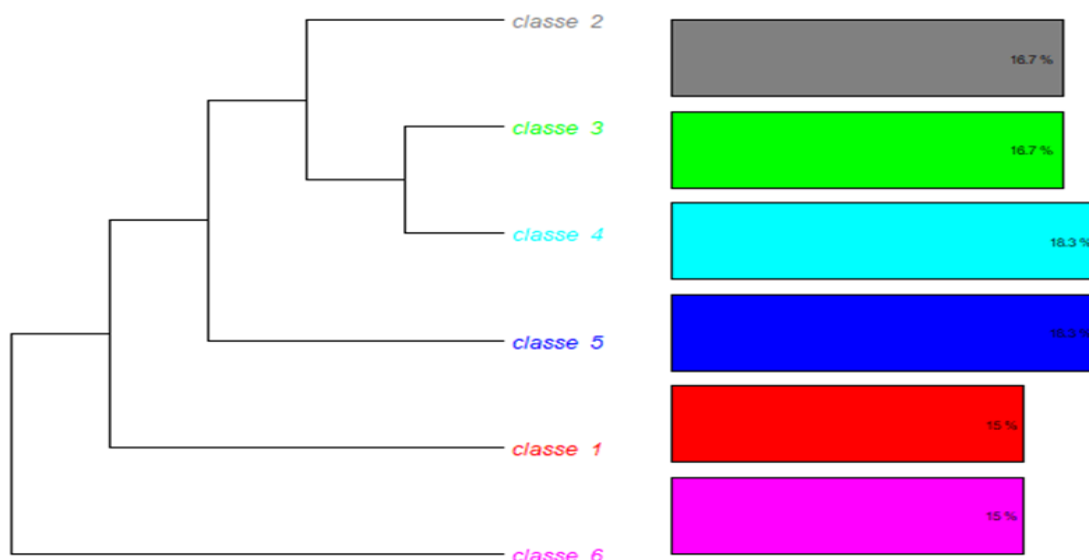 classe 2
16.7 %
classe 3
16.7 %
classe 4
18.3 %
classe 5
18.3 %
classe 1
15 %
classe 6
15 %